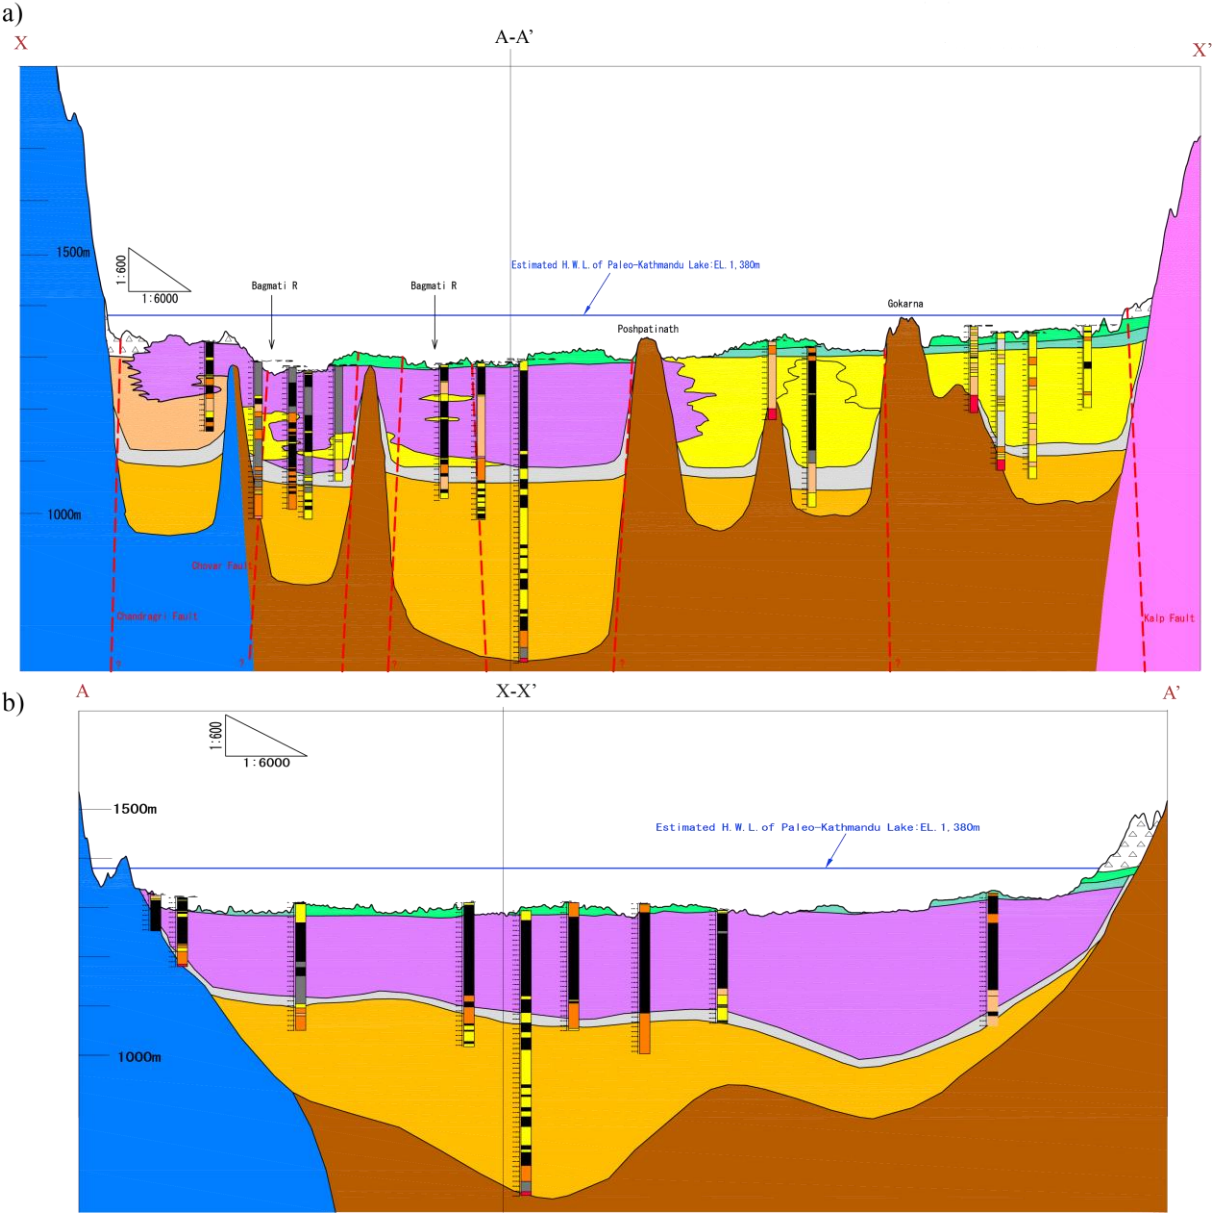 a)
X
A-A’
X’
1500m
1:600
1:6000
Bagmati R
Bagmati R
Estimated H.W.L.of Paleo-Kathmandu Lake:EL.1,380m
Poshpatinath
Gokarna
1000m
Chovar Fault
Chandragri Fault
Kalp Fault
?
?
?
?
?
b)
A
X-X’
A’
1:600
1:6000
1500m
Estimated H.W.L.of Paleo-Kathmandu Lake:EL.1,380m
1000m